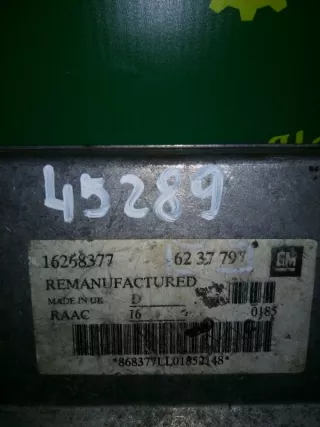 45289
16268377 62 37 797 GM
REMANUFACTURED
MADE IN UK D
RAAC 16 0185
*868377LL01852148*